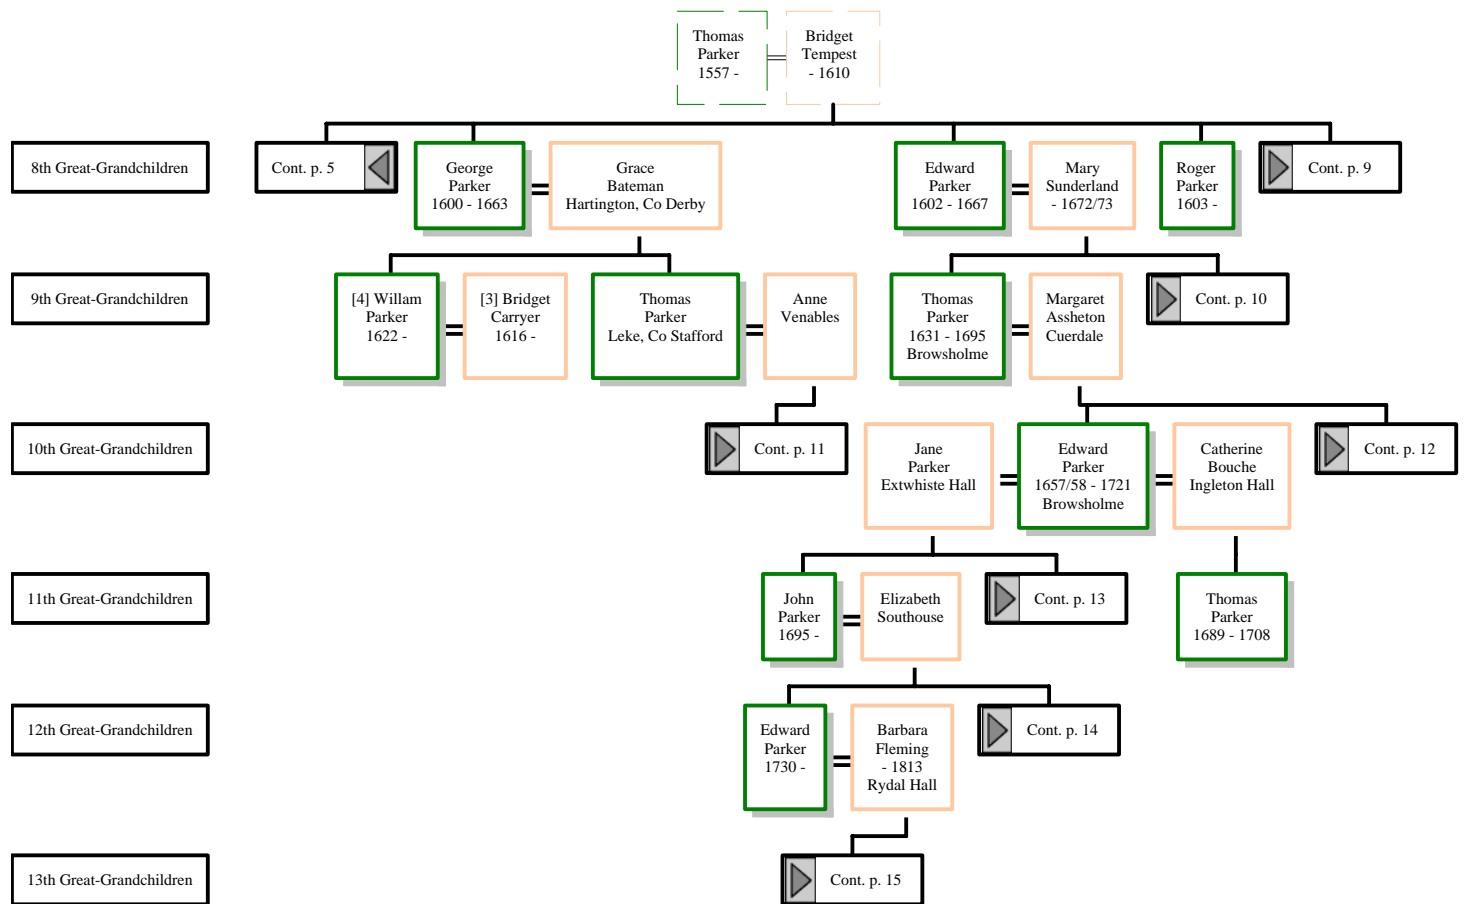 Thomas
Parker
1557 -
Bridget
Tempest
- 1610
8th Great-Grandchildren
Cont. p. 5
George
Parker
1600 - 1663
Grace
Bateman
Hartington, Co Derby
Edward
Parker
1602 - 1667
Mary
Sunderland
- 1672/73
Roger
Parker
1603 -
Cont. p. 9
9th Great-Grandchildren
[4] Willam
Parker
1622 -
[3] Bridget
Carryer
1616 -
Thomas
Parker
Leke, Co Stafford
Anne
Venables
Thomas
Parker
1631 - 1695
Browsholme
Margaret
Assheton
Cuerdale
Cont. p. 10
10th Great-Grandchildren
Cont. p. 11
Jane
Parker
Extwhiste Hall
Edward
Parker
1657/58 - 1721
Browsholme
Catherine
Bouche
Ingleton Hall
Cont. p. 12
11th Great-Grandchildren
John
Parker
1695 -
Elizabeth
Southouse
Cont. p. 13
Thomas
Parker
1689 - 1708
12th Great-Grandchildren
Edward
Parker
1730 -
Barbara
Fleming
- 1813
Rydal Hall
Cont. p. 14
13th Great-Grandchildren
Cont. p. 15